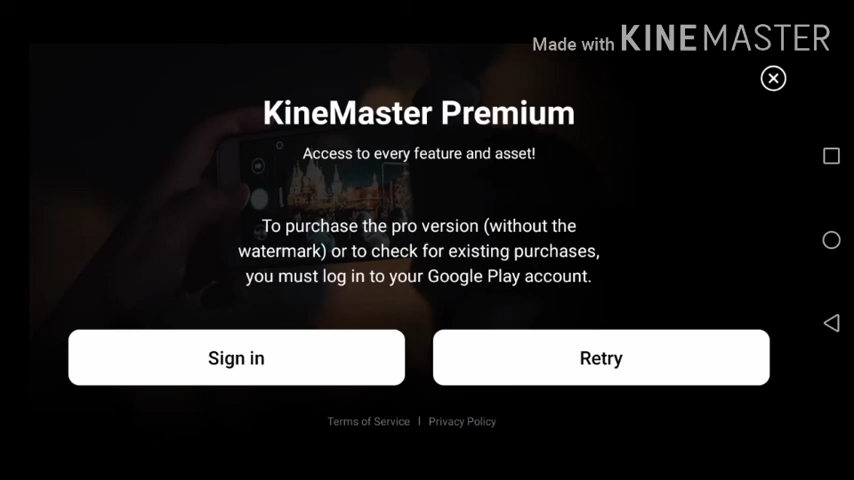 Made with KINEMASTER
KineMaster Premium
Access to every feature and asset!
To purchase the pro version (without the
watermark) or to check for existing purchases,
you must log in to your Google Play account.
Sign in
Retry
Terms of Service | Privacy Policy